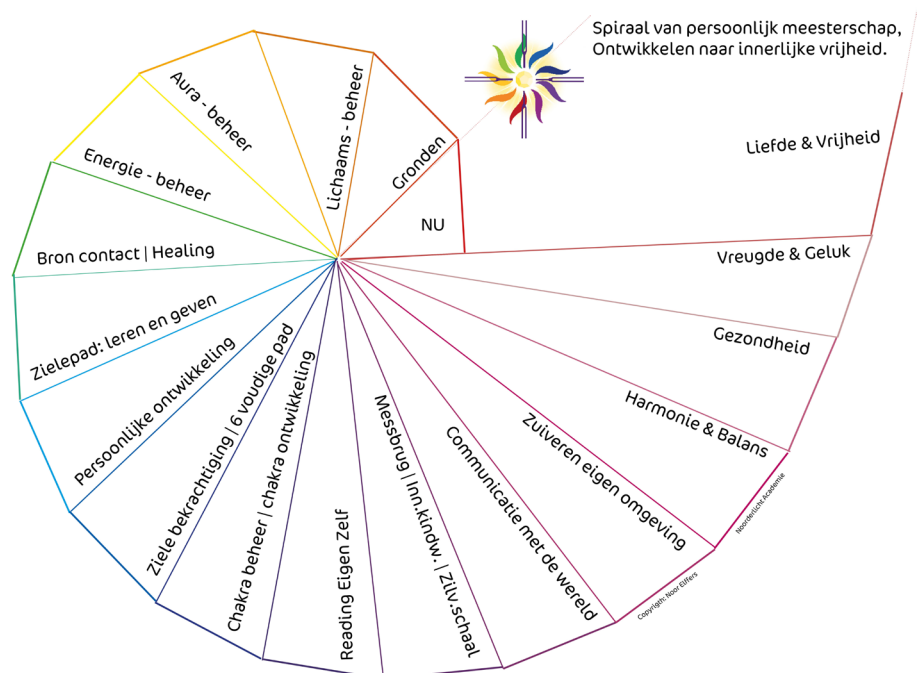 Spiraal van persoonlijk meesterschap,
Ontwikkelen naar innerlijke vrijheid.
NU
Gronden
Lichaams - beheer
Aura - beheer
Energie - beheer
Bron contact | Healing
Zielepad: leren en geven
Persoonlijke ontwikkeling
Ziele bekrachtiging | 6 voudige pad
Chakra beheer | chakra ontwikkeling
Reading Eigen Zelf
Messbrug | Inn.kindw. | Zilv.schaal
Communicatie met de wereld
Zuiveren eigen omgeving
Harmonie & Balans
Gezondheid
Vreugde & Geluk
Liefde & Vrijheid
Copyrigth: Noor Elffers
Noorderlicht Academie